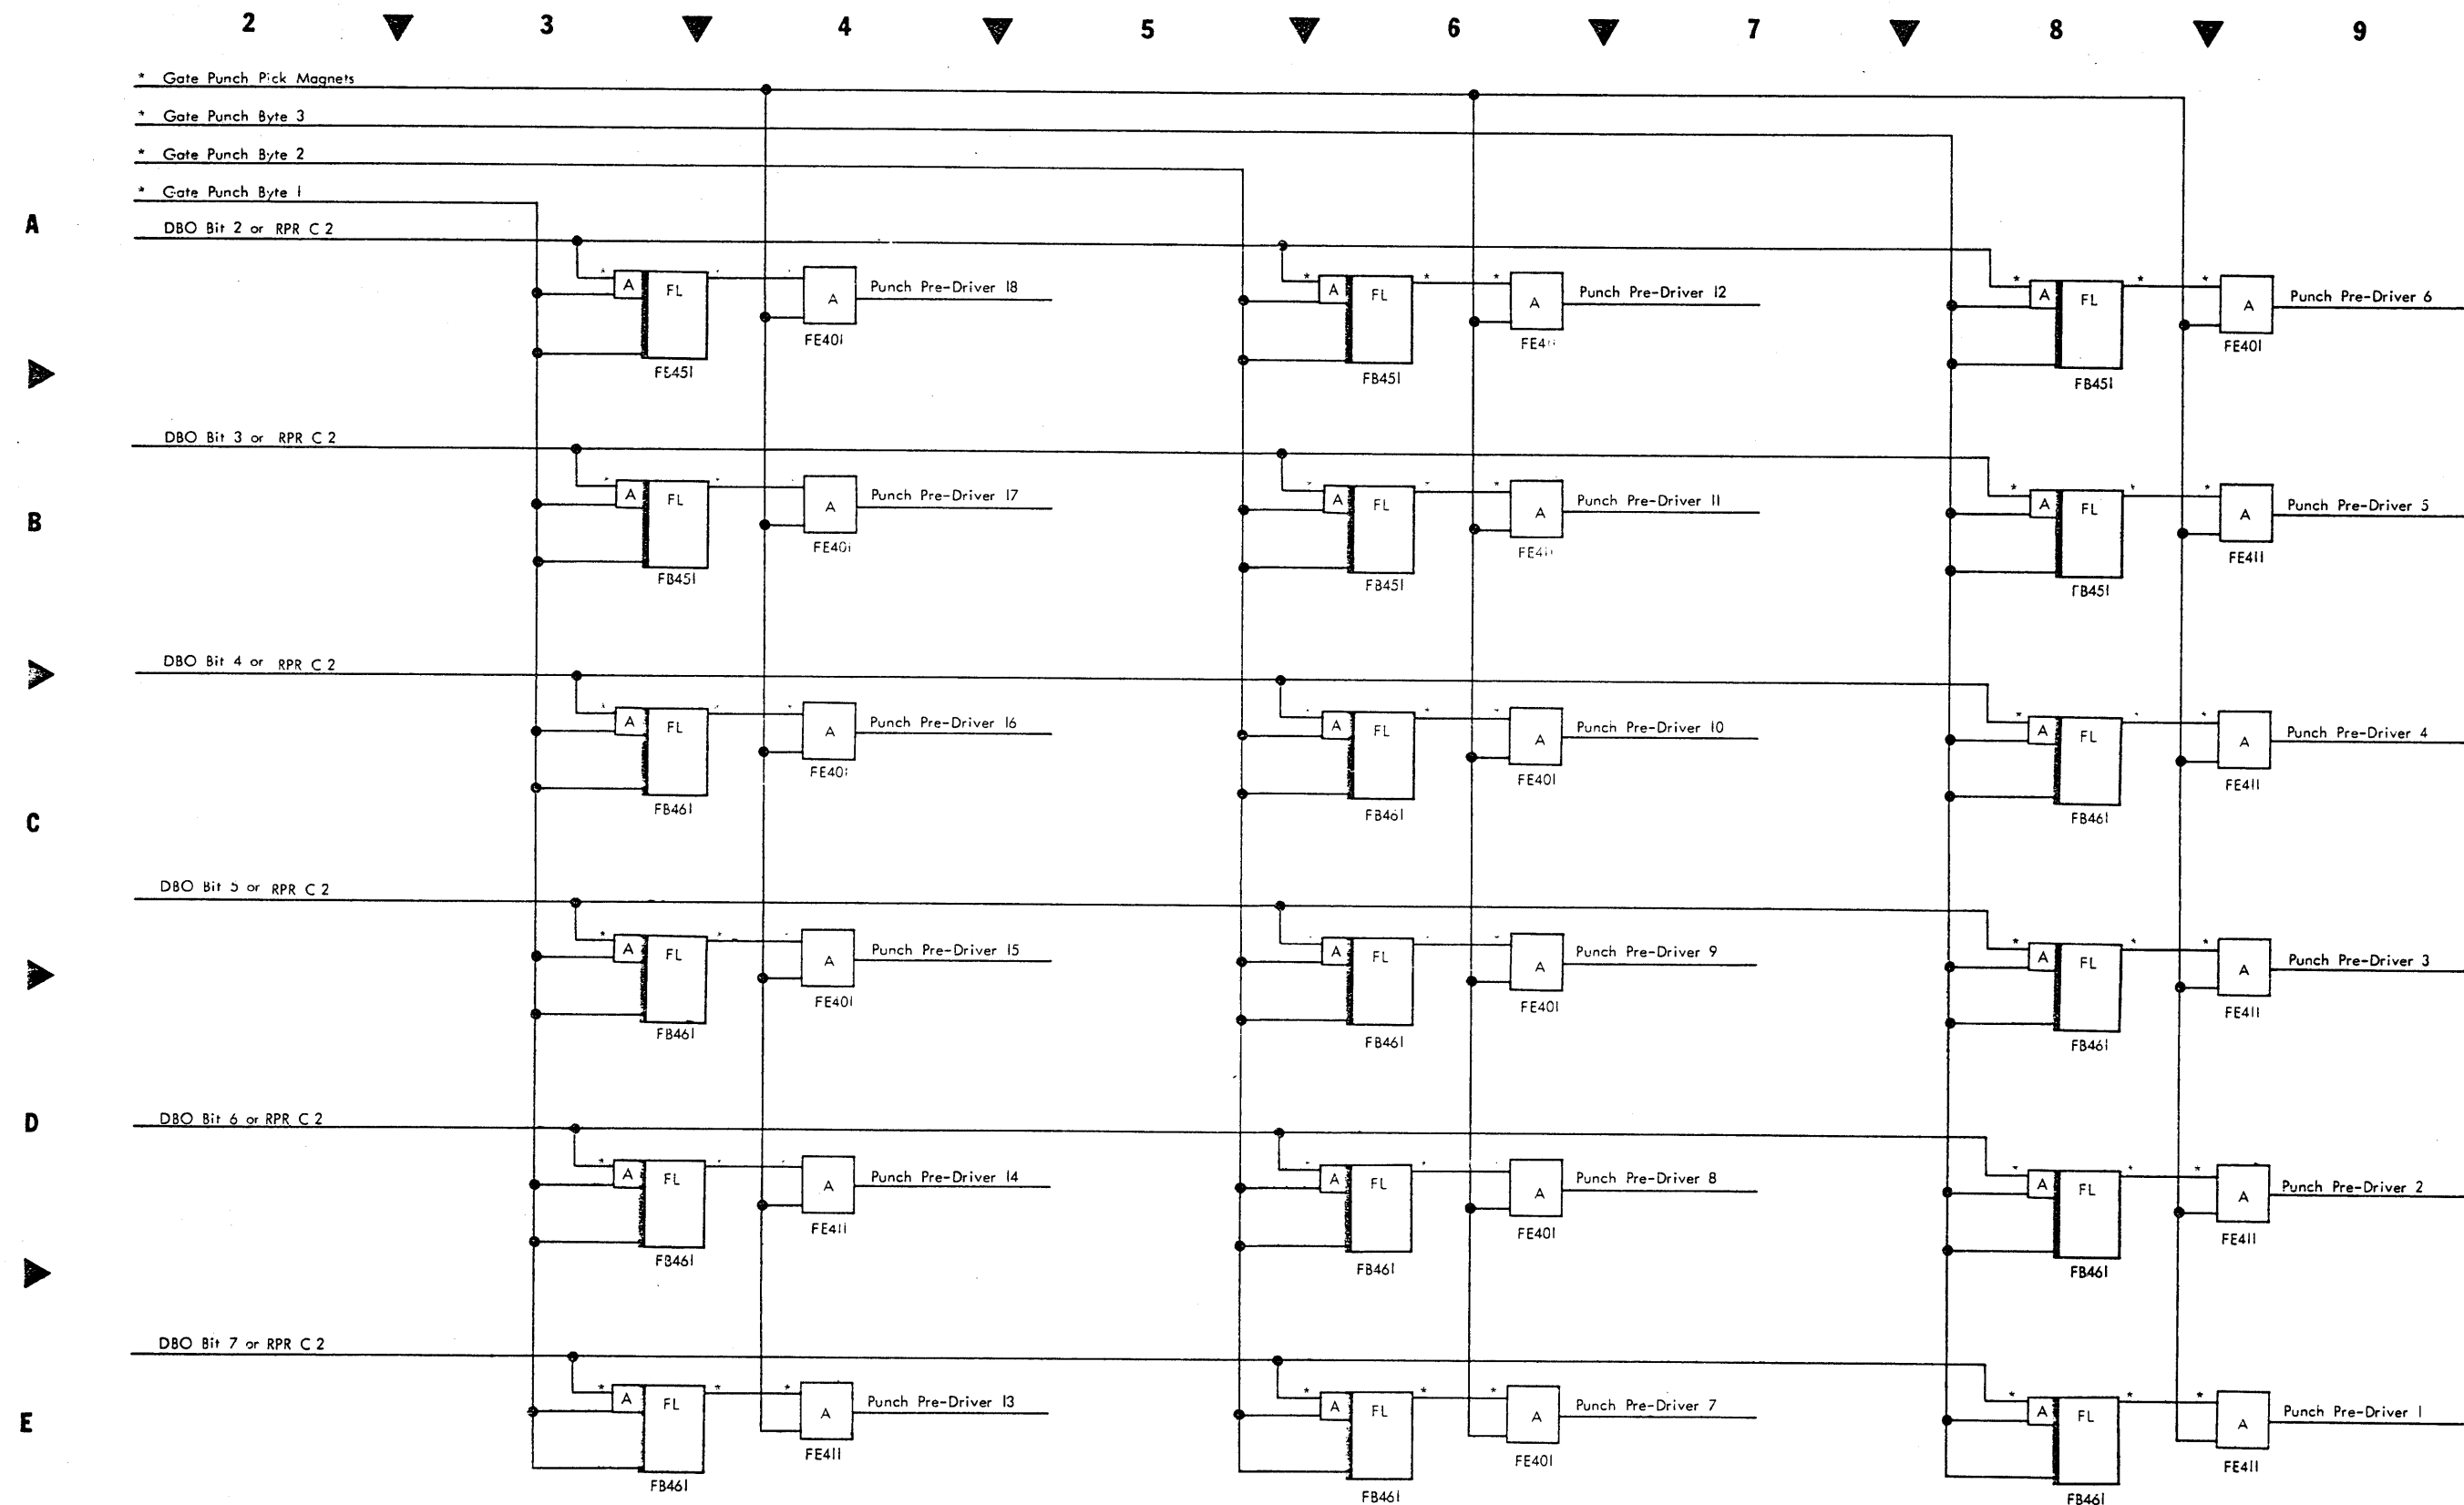 2 3 4 5 6 7 8 9
* Gate Punch Pick Magnets
* Gate Punch Byte 3
* Gate Punch Byte 2
* Gate Punch Byte 1
A
DBO Bit 2 or RPR C 2
* A FL A Punch Pre-Driver 18
FE401
FB451
* A FL * * A Punch Pre-Driver 12
FB451
* A FL * * A Punch Pre-Driver 6
FE401
FB451
DBO Bit 3 or RPR C 2
B
A FL A Punch Pre-Driver 17
FE401
FB451
A FL * A Punch Pre-Driver 11
FB451
* A FL * * A Punch Pre-Driver 5
FE411
FB451
DBO Bit 4 or RPR C 2
A FL A Punch Pre-Driver 16
FE401
FB461
A FL A Punch Pre-Driver 10
FE401
FB461
* A FL * A Punch Pre-Driver 4
FE411
FB461
C
DBO Bit 5 or RPR C 2
* A FL A Punch Pre-Driver 15
FE401
FB461
A FL A Punch Pre-Driver 9
FE401
FB461
* A FL * * A Punch Pre-Driver 3
FE411
FB461
D
DBO Bit 6 or RPR C 2
* A FL A Punch Pre-Driver 14
FE411
FB461
A FL A Punch Pre-Driver 8
FE401
FB461
* A FL * * A Punch Pre-Driver 2
FE411
FB461
DBO Bit 7 or RPR C 2
E
* A FL * * A Punch Pre-Driver 13
FE411
FB461
* A FL * * A Punch Pre-Driver 7
FE401
FB461
* A FL * * A Punch Pre-Driver 1
FE411
FB461